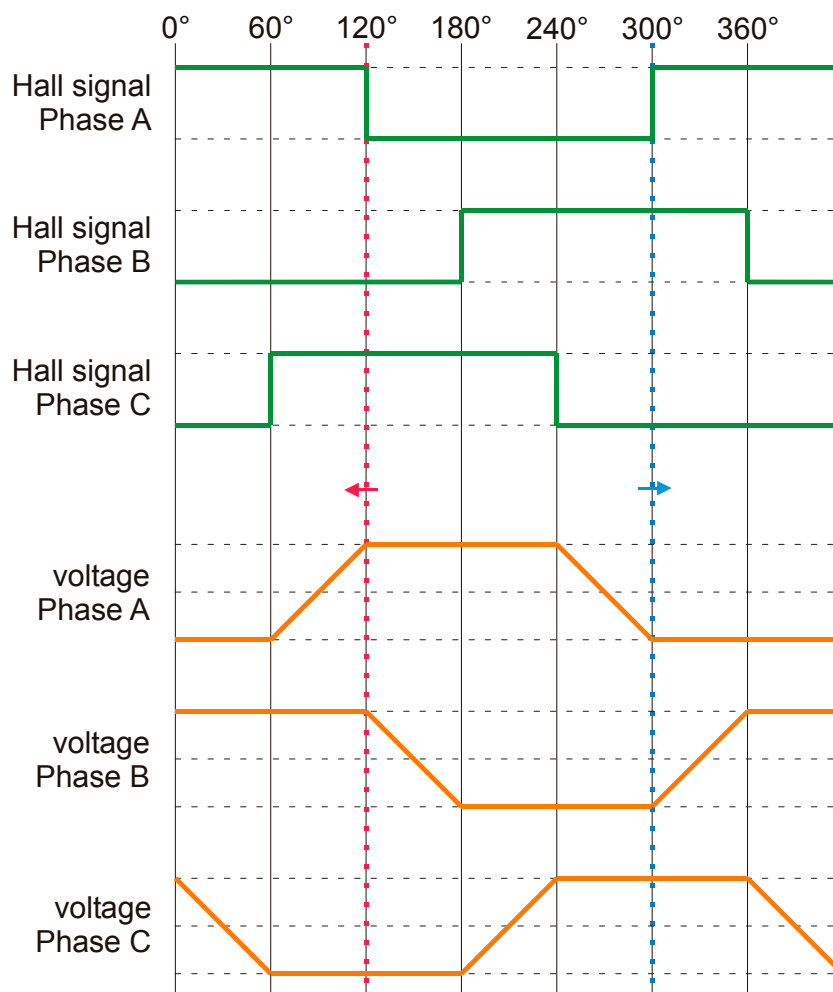 0° 60° 120° 180° 240° 300° 360°
Hall signal
Phase A
Hall signal
Phase B
Hall signal
Phase C
voltage
Phase A
voltage
Phase B
voltage
Phase C